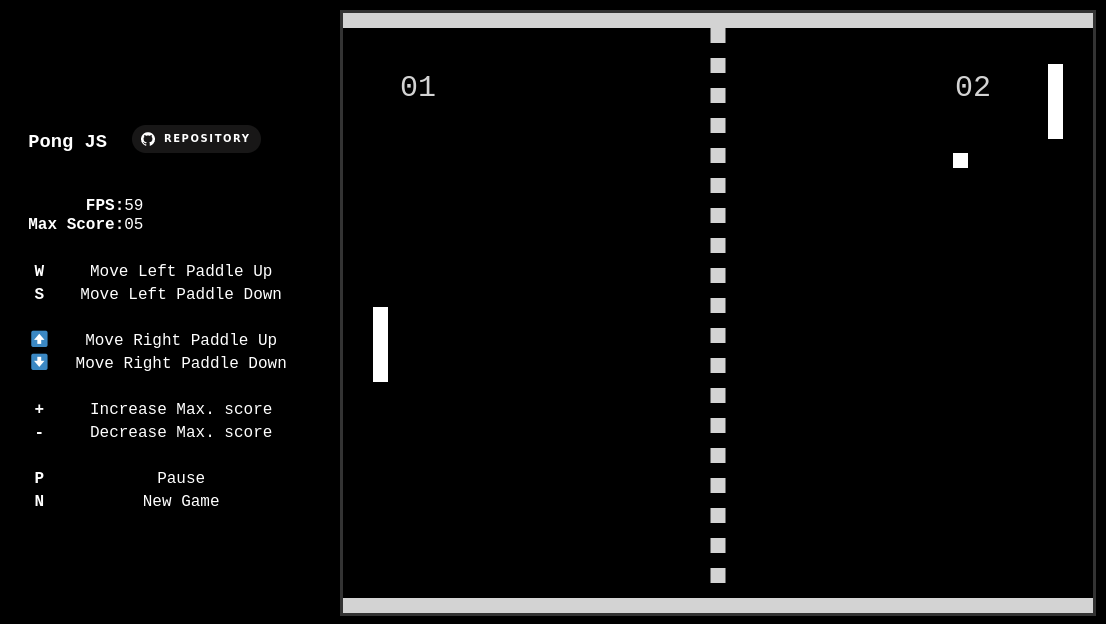 Pong JS REPOSITORY
FPS:59
Max Score:05
W Move Left Paddle Up
S Move Left Paddle Down
⬆ Move Right Paddle Up
⬇ Move Right Paddle Down
+ Increase Max. score
- Decrease Max. score
P Pause
N New Game
01 02